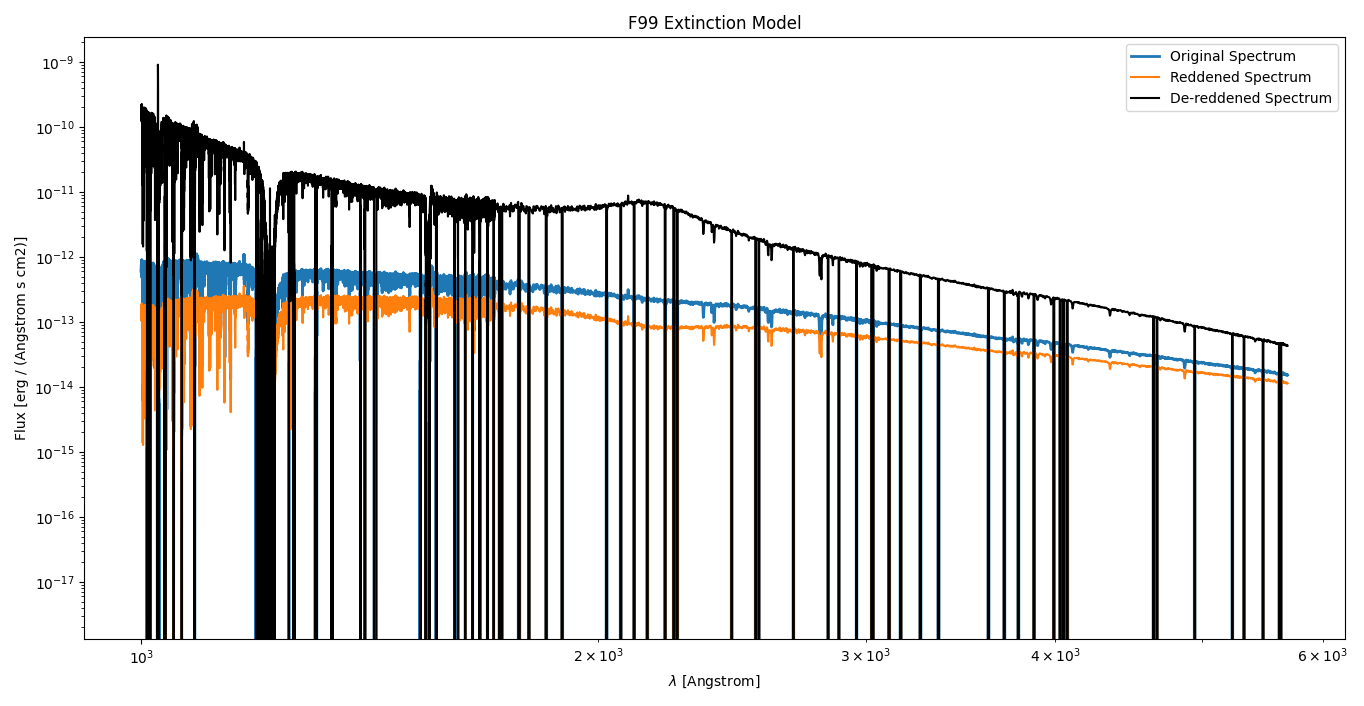 F99 Extinction Model
Original Spectrum
Reddened Spectrum
De-reddened Spectrum
Flux [erg / (Angstrom s cm2)]
10⁻⁹
10⁻¹⁰
10⁻¹¹
10⁻¹²
10⁻¹³
10⁻¹⁴
10⁻¹⁵
10⁻¹⁶
10⁻¹⁷
10³ 2 × 10³ 3 × 10³ 4 × 10³ 6 × 10³
λ [Angstrom]